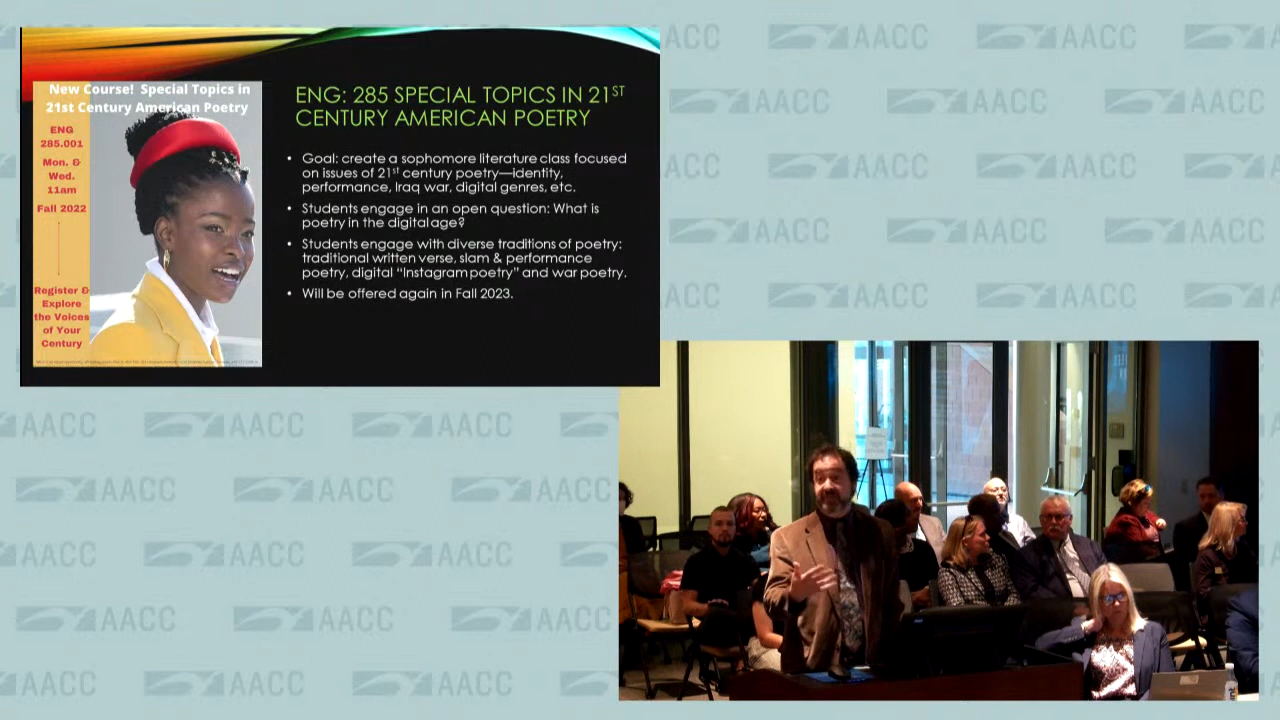 New Course! Special Topics in
21st Century American Poetry
ENG
285.001
Mon. &
Wed.
11am
Fall 2022
Register &
Explore
the Voices
of Your
Century
ENG: 285 SPECIAL TOPICS IN 21ST
CENTURY AMERICAN POETRY
• Goal: create a sophomore literature class focused
on issues of 21st century poetry—identity,
performance, Iraq war, digital genres, etc.
• Students engage in an open question: What is
poetry in the digital age?
• Students engage with diverse traditions of poetry:
traditional written verse, slam & performance
poetry, digital “Instagram poetry” and war poetry.
• Will be offered again in Fall 2023.
AACC